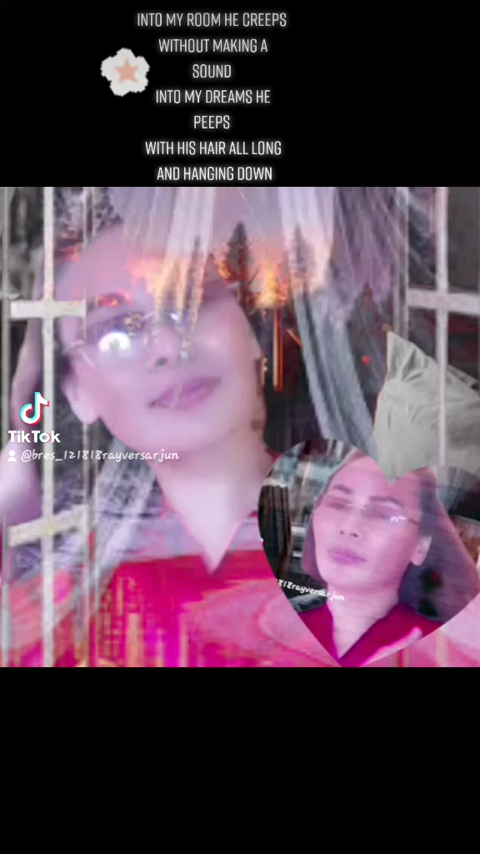 INTO MY ROOM HE CREEPS
WITHOUT MAKING A
SOUND
INTO MY DREAMS HE
PEEPS
WITH HIS HAIR ALL LONG
AND HANGING DOWN
TikTok
@bres_121818rayversarjun
1818rayversarjun